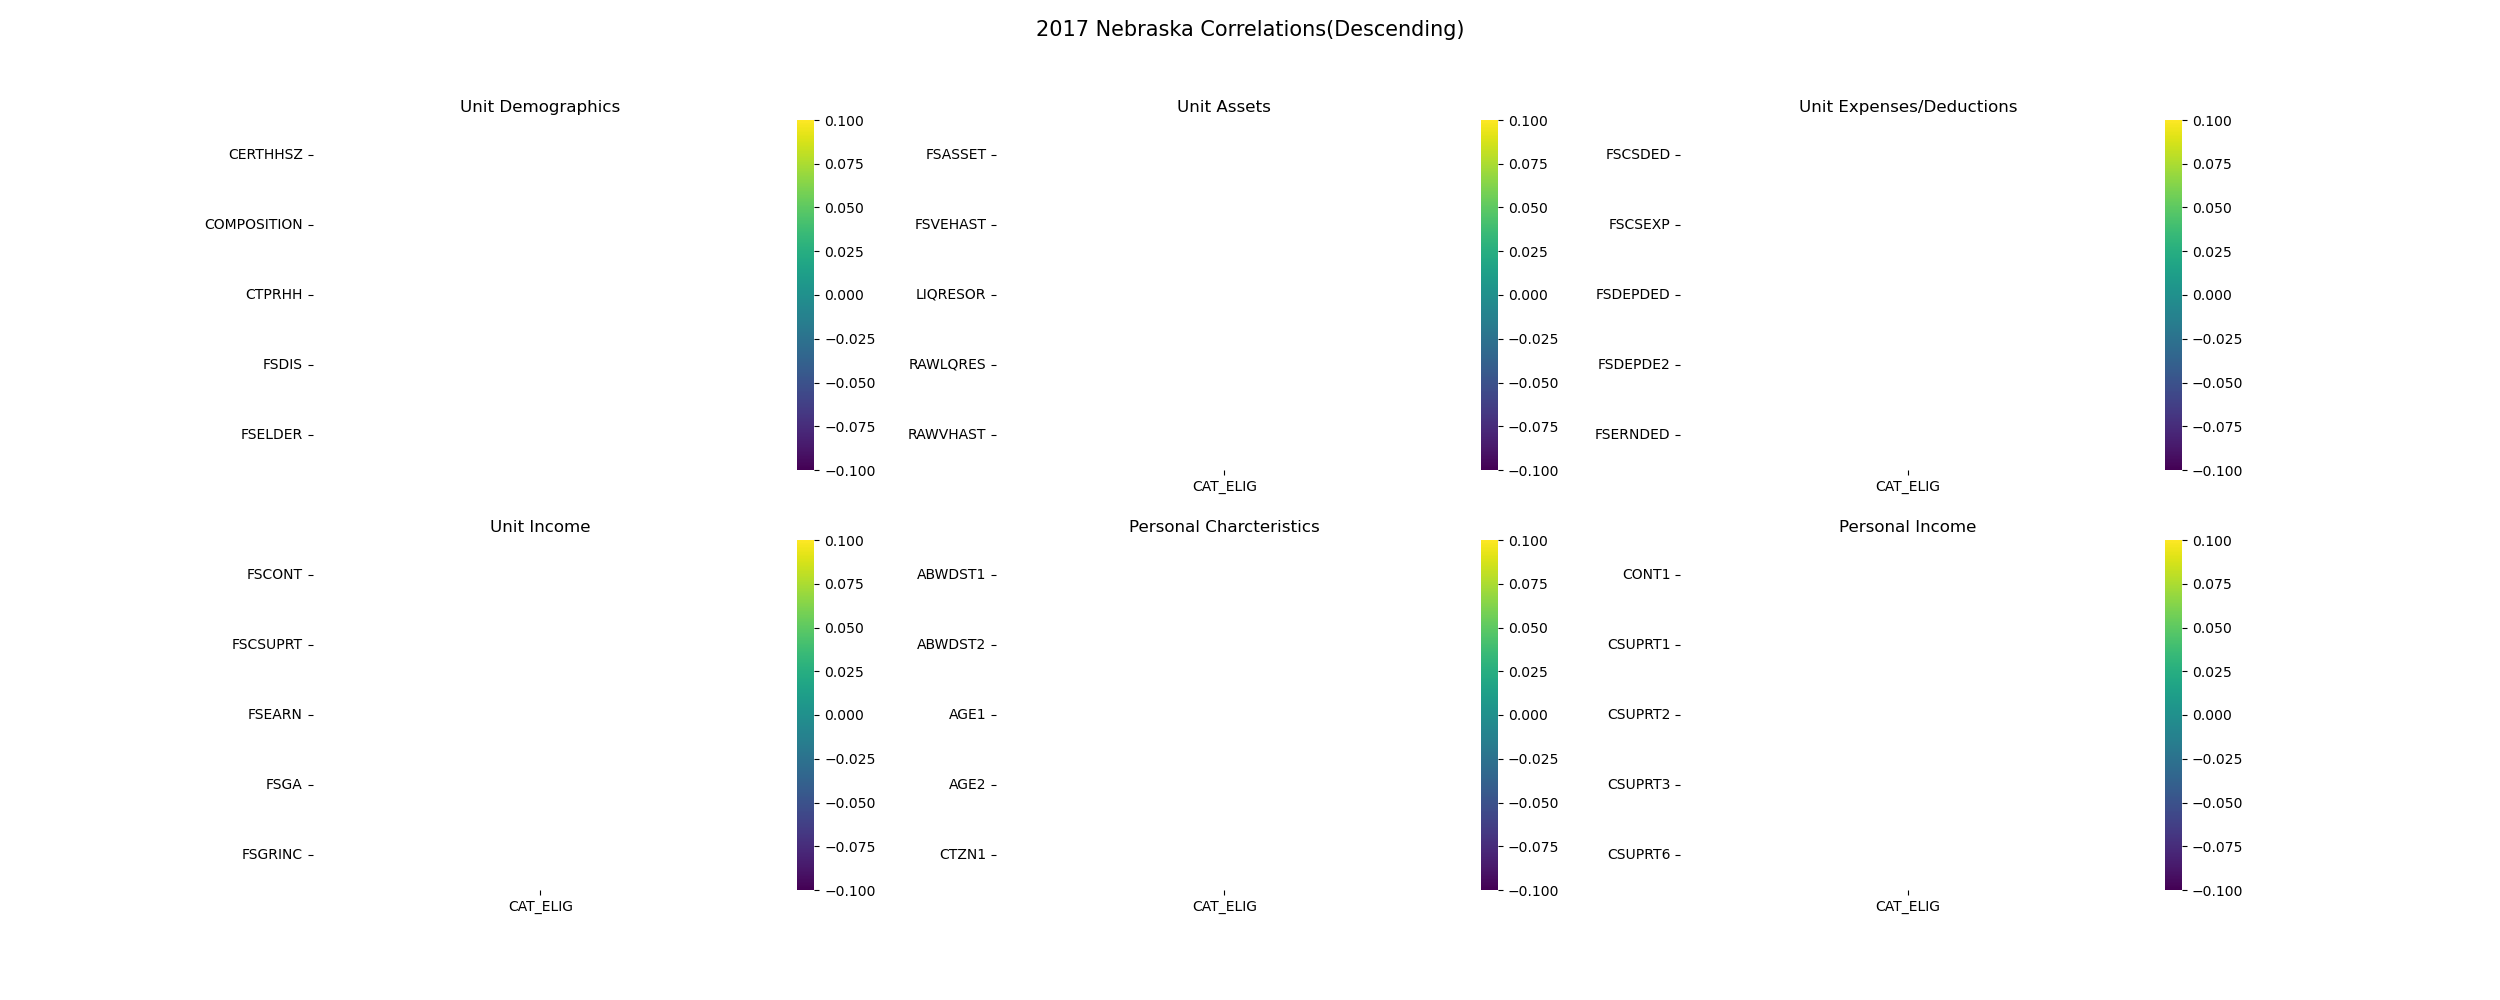 2017 Nebraska Correlations(Descending)
Unit Demographics
CERTHHSZ
COMPOSITION
CTPRHH
FSDIS
FSELDER
0.100
0.075
0.050
0.025
0.000
−0.025
−0.050
−0.075
−0.100
Unit Assets
FSASSET
FSVEHAST
LIQRESOR
RAWLQRES
RAWVHAST
CAT_ELIG
0.100
0.075
0.050
0.025
0.000
−0.025
−0.050
−0.075
−0.100
Unit Expenses/Deductions
FSCSDED
FSCSEXP
FSDEPDED
FSDEPDE2
FSERNDED
CAT_ELIG
0.100
0.075
0.050
0.025
0.000
−0.025
−0.050
−0.075
−0.100
Unit Income
FSCONT
FSCSUPRT
FSEARN
FSGA
FSGRINC
CAT_ELIG
0.100
0.075
0.050
0.025
0.000
−0.025
−0.050
−0.075
−0.100
Personal Charcteristics
ABWDST1
ABWDST2
AGE1
AGE2
CTZN1
CAT_ELIG
0.100
0.075
0.050
0.025
0.000
−0.025
−0.050
−0.075
−0.100
Personal Income
CONT1
CSUPRT1
CSUPRT2
CSUPRT3
CSUPRT6
CAT_ELIG
0.100
0.075
0.050
0.025
0.000
−0.025
−0.050
−0.075
−0.100